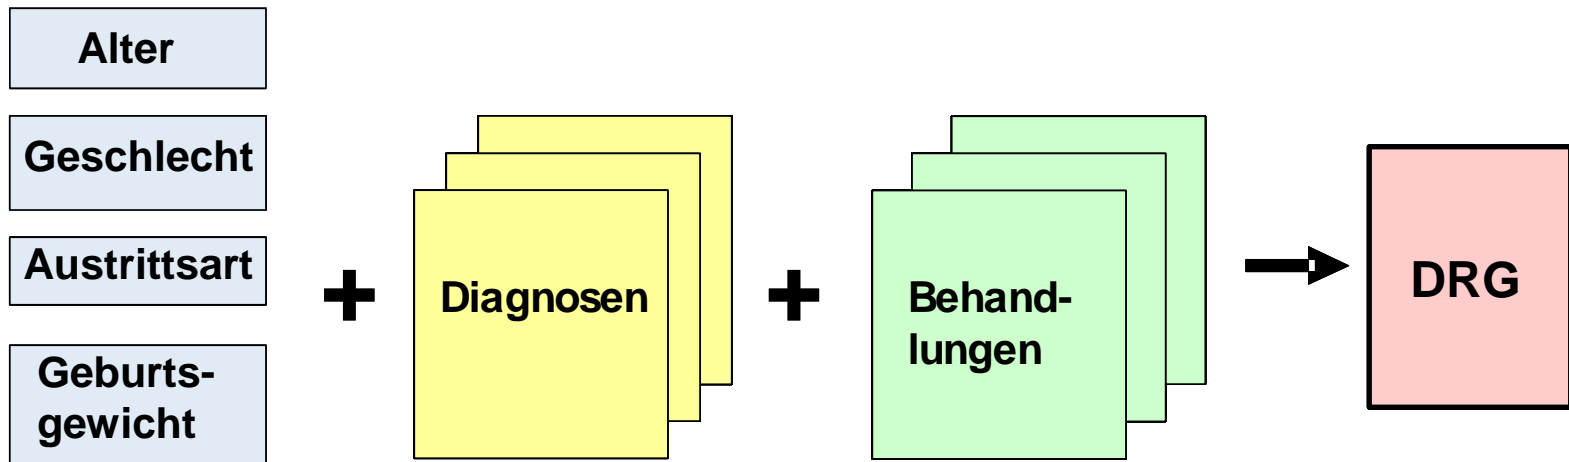 Alter
Geschlecht
Austrittsart
Geburts-
gewicht
+
Diagnosen
+
Behand-
lungen
DRG